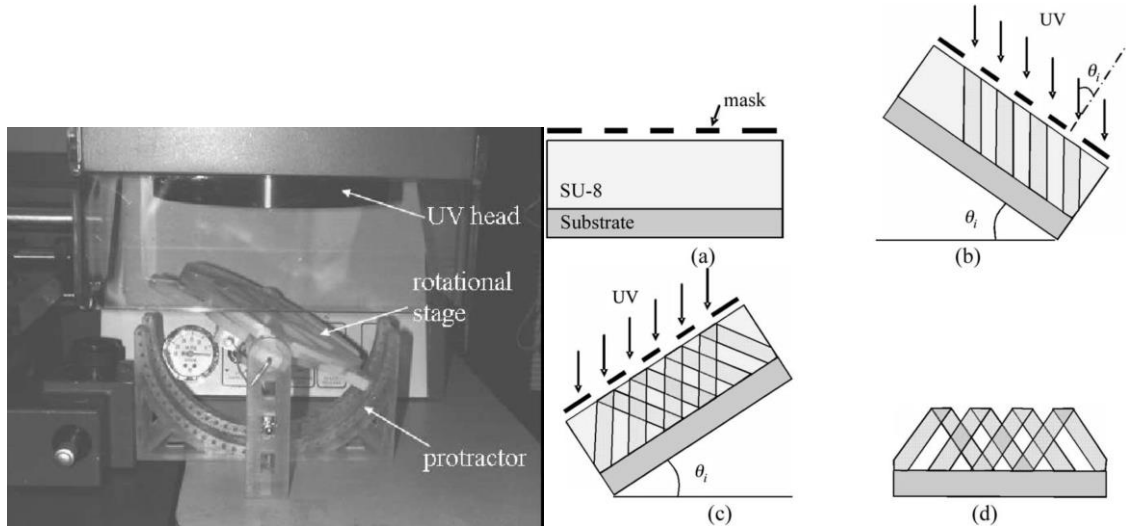 UV head
rotational
stage
protractor
mask
SU-8
Substrate
(a)
UV
θi
θi
(b)
UV
θi
(c)
(d)